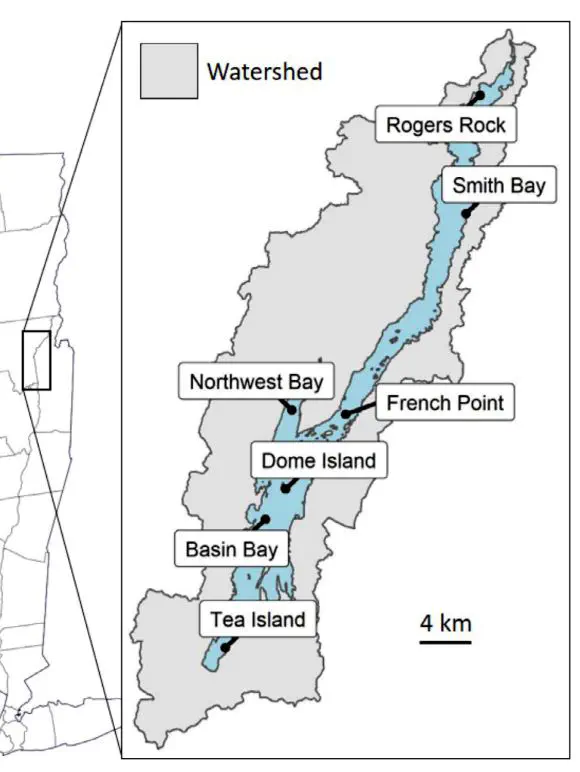 Watershed
Rogers Rock
Smith Bay
Northwest Bay
French Point
Dome Island
Basin Bay
Tea Island
4 km